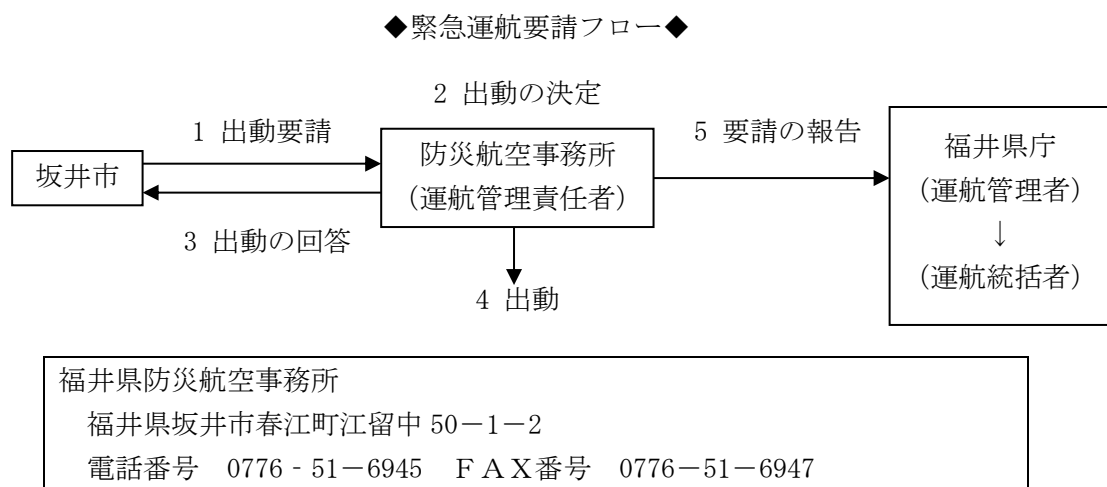 ◆緊急運航要請フロー◆
2 出動の決定
1 出動要請
5 要請の報告
坂井市
防災航空事務所
(運航管理責任者)
福井県庁
(運航管理者)
↓
(運航統括者)
3 出動の回答
4 出動
福井県防災航空事務所
福井県坂井市春江町江留中 50－1－2
電話番号　0776‐51－6945　ＦＡＸ番号　0776－51－6947